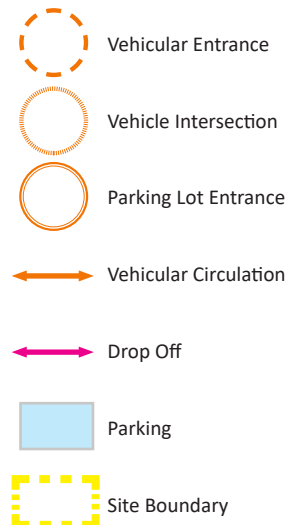 Vehicular Entrance
Vehicle Intersection
Parking Lot Entrance
Vehicular Circulation
Drop Off
Parking
Site Boundary